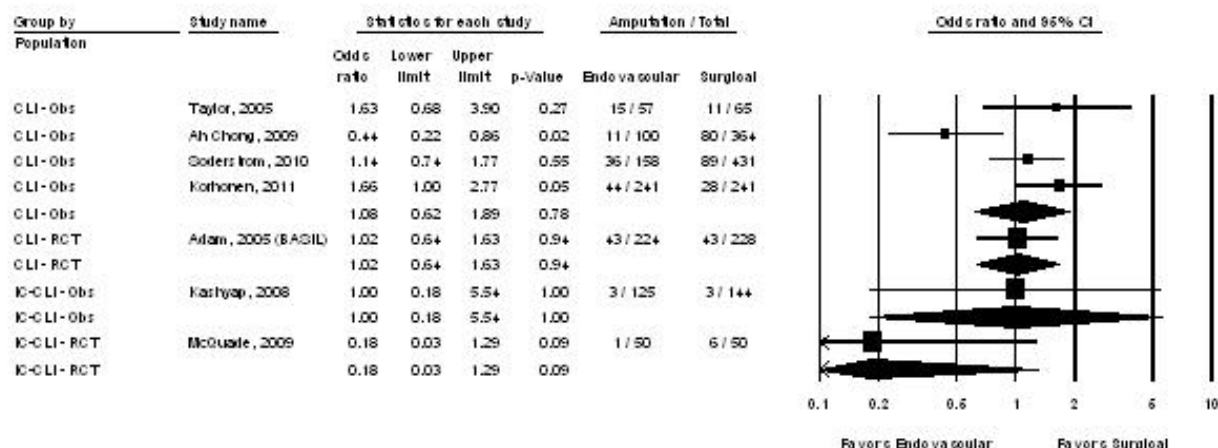 Group by Study name Statistics for each study Amputation / Total Odds ratio and 95% CI
Population
Odds Lower Upper
ratio limit limit p-Value Endovascular Surgical
CLI-Obs Taylor, 2005 1.63 0.68 3.90 0.27 15 / 57 11 / 65
CLI-Obs Ah Chong, 2009 0.44 0.22 0.86 0.02 11 / 100 80 / 364
CLI-Obs Soderstrom, 2010 1.14 0.74 1.77 0.55 36 / 158 89 / 431
CLI-Obs Korhonen, 2011 1.66 1.00 2.77 0.05 44 / 241 28 / 241
CLI-Obs 1.08 0.62 1.89 0.78
CLI-RCT Adam, 2005 (BASIL) 1.02 0.64 1.63 0.94 43 / 224 43 / 228
CLI-RCT 1.02 0.64 1.63 0.94
IC-CLI-Obs Kashyap, 2008 1.00 0.18 5.54 1.00 3 / 125 3 / 144
IC-CLI-Obs 1.00 0.18 5.54 1.00
IC-CLI-RCT McQuade, 2009 0.18 0.03 1.29 0.09 1 / 50 6 / 50
IC-CLI-RCT 0.18 0.03 1.29 0.09
0.1 0.2 0.5 1 2 5 10
Favors Endovascular Favors Surgical